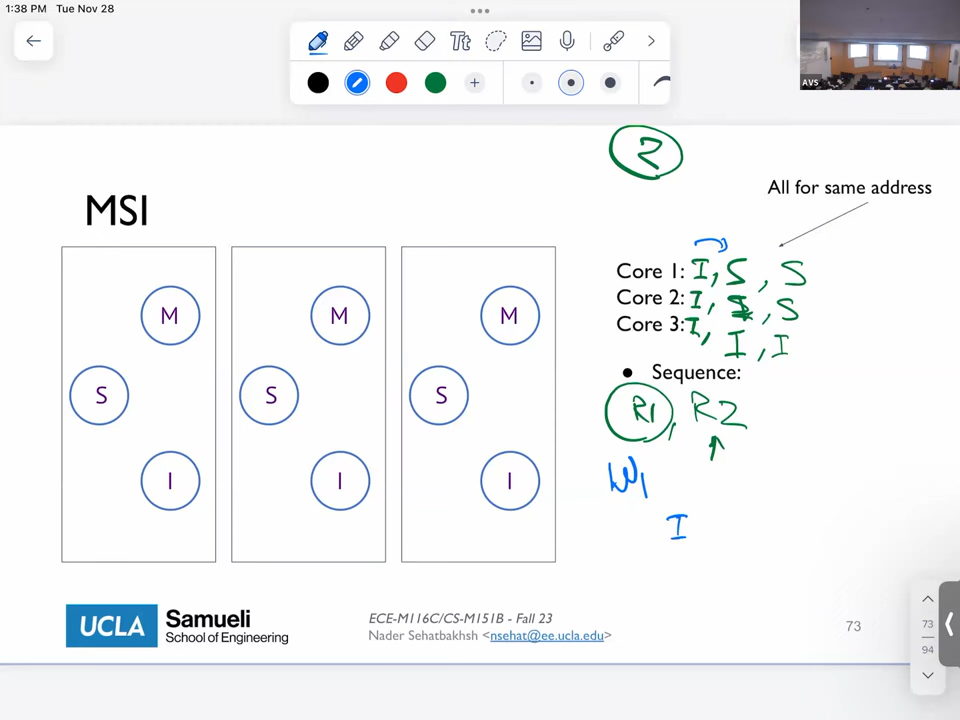 1:38 PM Tue Nov 28
Tt
AVS
2
All for same address
MSI
Core 1: I, S, S
Core 2: I, I, S
Core 3: I, I, I
M M M
S S S
I I I
● Sequence:
R1, R2
W1
I
UCLA Samueli
School of Engineering
ECE-M116C/CS-M151B - Fall 23
Nader Sehatbakhsh <nsehat@ee.ucla.edu>
73
73
94